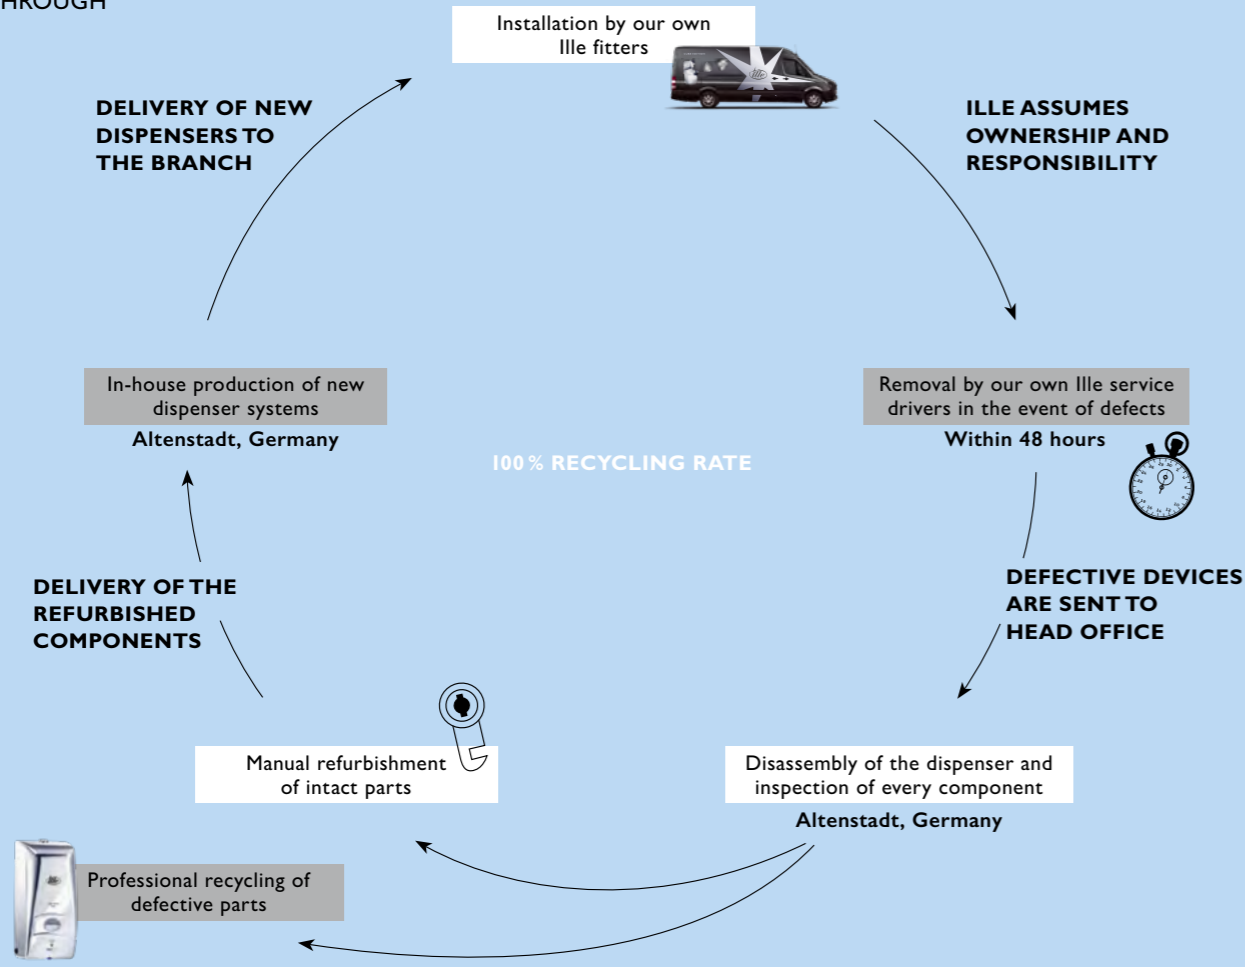 HROUGH
Installation by our own
Ille fitters
Ille
DELIVERY OF NEW
DISPENSERS TO
THE BRANCH
ILLE ASSUMES
OWNERSHIP AND
RESPONSIBILITY
In-house production of new
dispenser systems
Altenstadt, Germany
Removal by our own Ille service
drivers in the event of defects
Within 48 hours
100 % RECYCLING RATE
DELIVERY OF THE
REFURBISHED
COMPONENTS
DEFECTIVE DEVICES
ARE SENT TO
HEAD OFFICE
Manual refurbishment
of intact parts
Disassembly of the dispenser and
inspection of every component
Altenstadt, Germany
Professional recycling of
defective parts